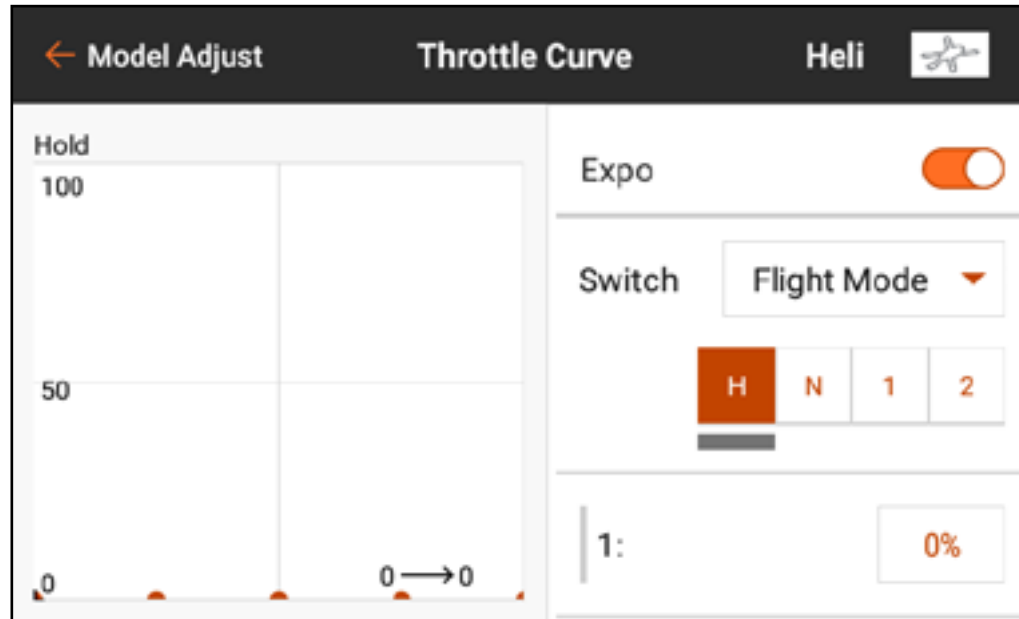 ← Model Adjust
Throttle Curve
Heli
Hold
100
50
0
0 → 0
Expo
Switch
Flight Mode
H N 1 2
1:
0%